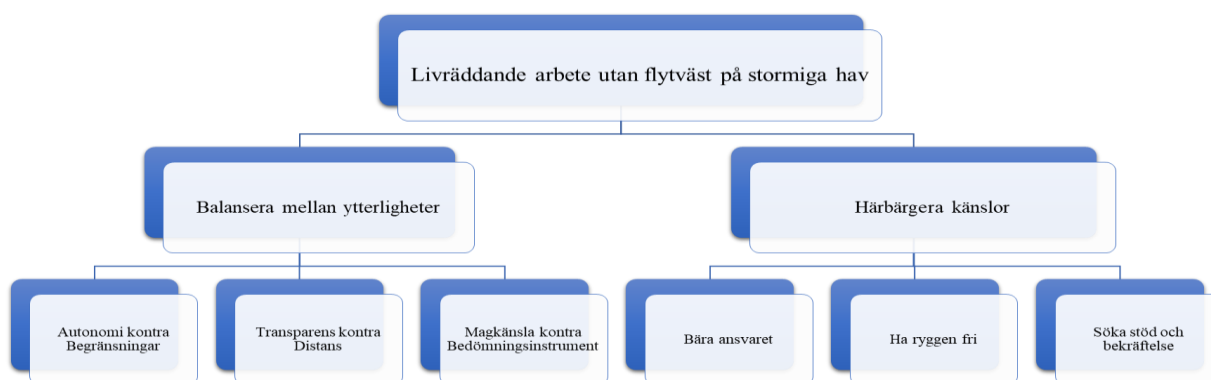 Livräddande arbete utan flytväst på stormiga hav
Balansera mellan ytterligheter
Härbärgera känslor
Autonomi kontra
Begränsningar
Transparens kontra
Distans
Magkänsla kontra
Bedömningsinstrument
Bära ansvaret
Ha ryggen fri
Söka stöd och
bekräftelse